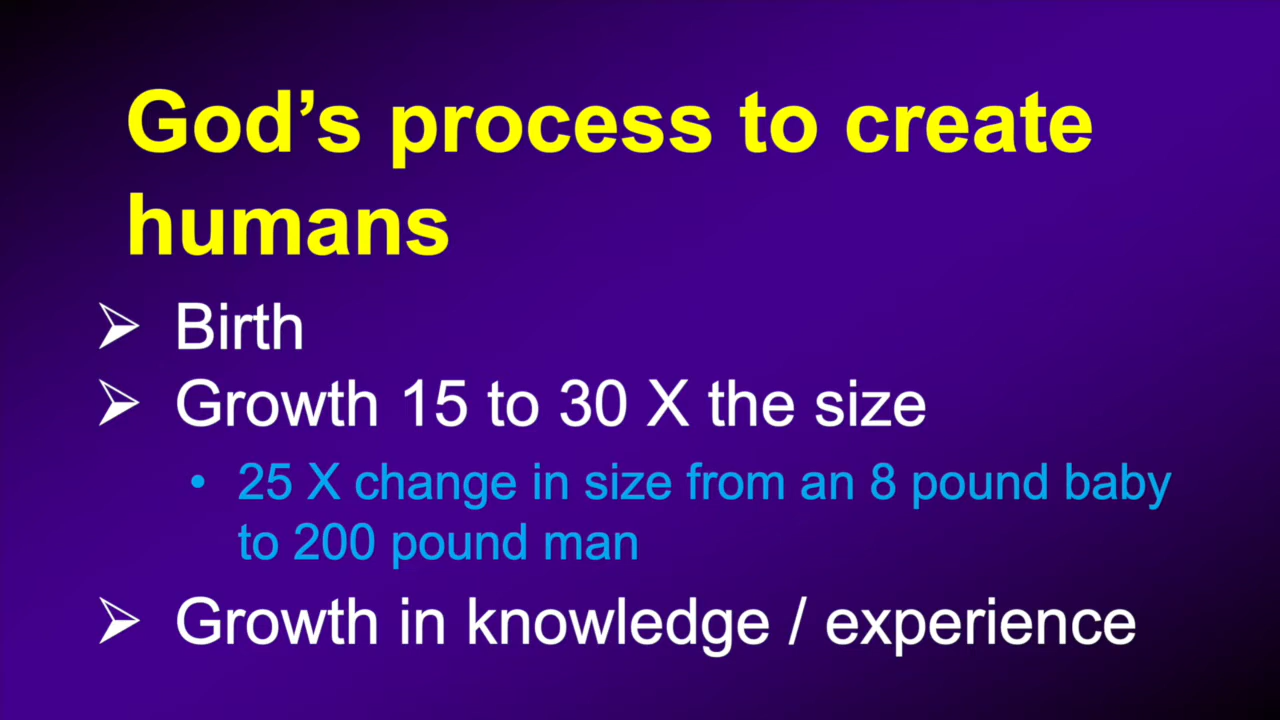 God’s process to create
humans
➢ Birth
➢ Growth 15 to 30 X the size
• 25 X change in size from an 8 pound baby
to 200 pound man
➢ Growth in knowledge / experience